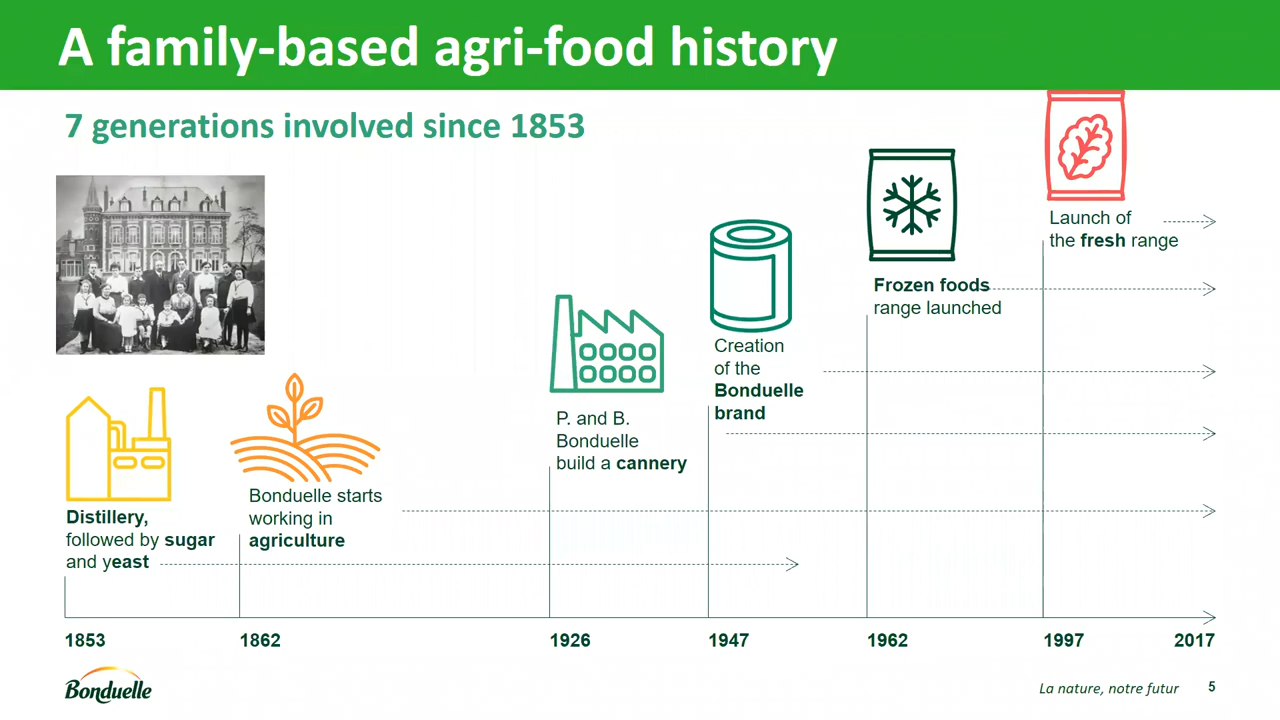 A family-based agri-food history
7 generations involved since 1853
Distillery,
followed by sugar
and yeast
Bonduelle starts
working in
agriculture
P. and B.
Bonduelle
build a cannery
Creation
of the
Bonduelle
brand
Frozen foods
range launched
Launch of
the fresh range
1853
1862
1926
1947
1962
1997
2017
Bonduelle
La nature, notre futur
5